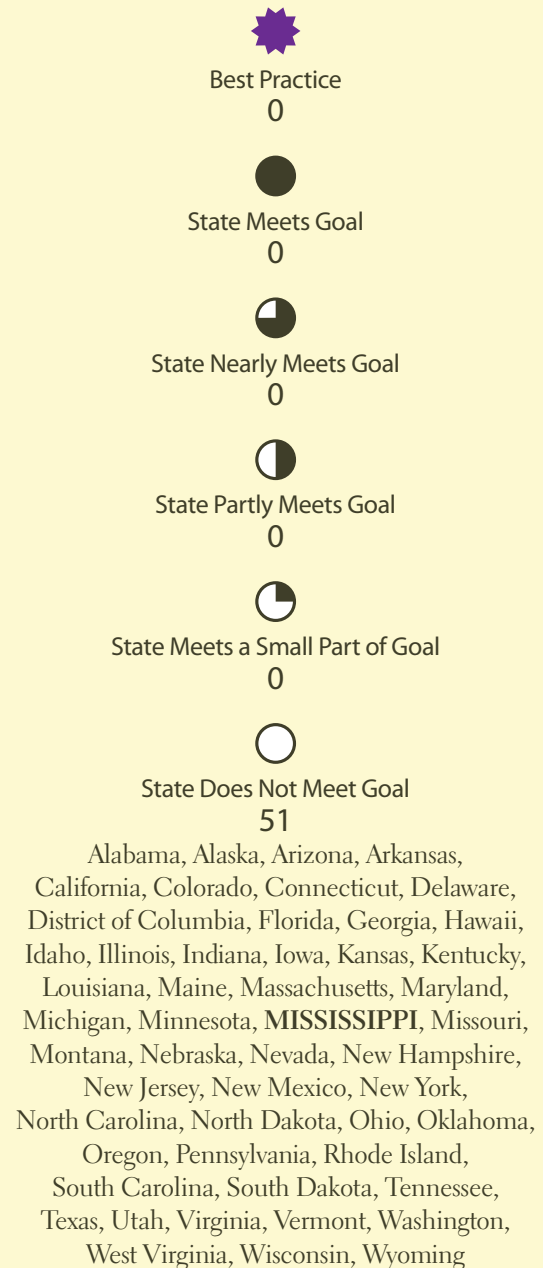 Best Practice
0
State Meets Goal
0
State Nearly Meets Goal
0
State Partly Meets Goal
0
State Meets a Small Part of Goal
0
State Does Not Meet Goal
51
Alabama, Alaska, Arizona, Arkansas,
California, Colorado, Connecticut, Delaware,
District of Columbia, Florida, Georgia, Hawaii,
Idaho, Illinois, Indiana, Iowa, Kansas, Kentucky,
Louisiana, Maine, Massachusetts, Maryland,
Michigan, Minnesota, MISSISSIPPI, Missouri,
Montana, Nebraska, Nevada, New Hampshire,
New Jersey, New Mexico, New York,
North Carolina, North Dakota, Ohio, Oklahoma,
Oregon, Pennsylvania, Rhode Island,
South Carolina, South Dakota, Tennessee,
Texas, Utah, Virginia, Vermont, Washington,
West Virginia, Wisconsin, Wyoming